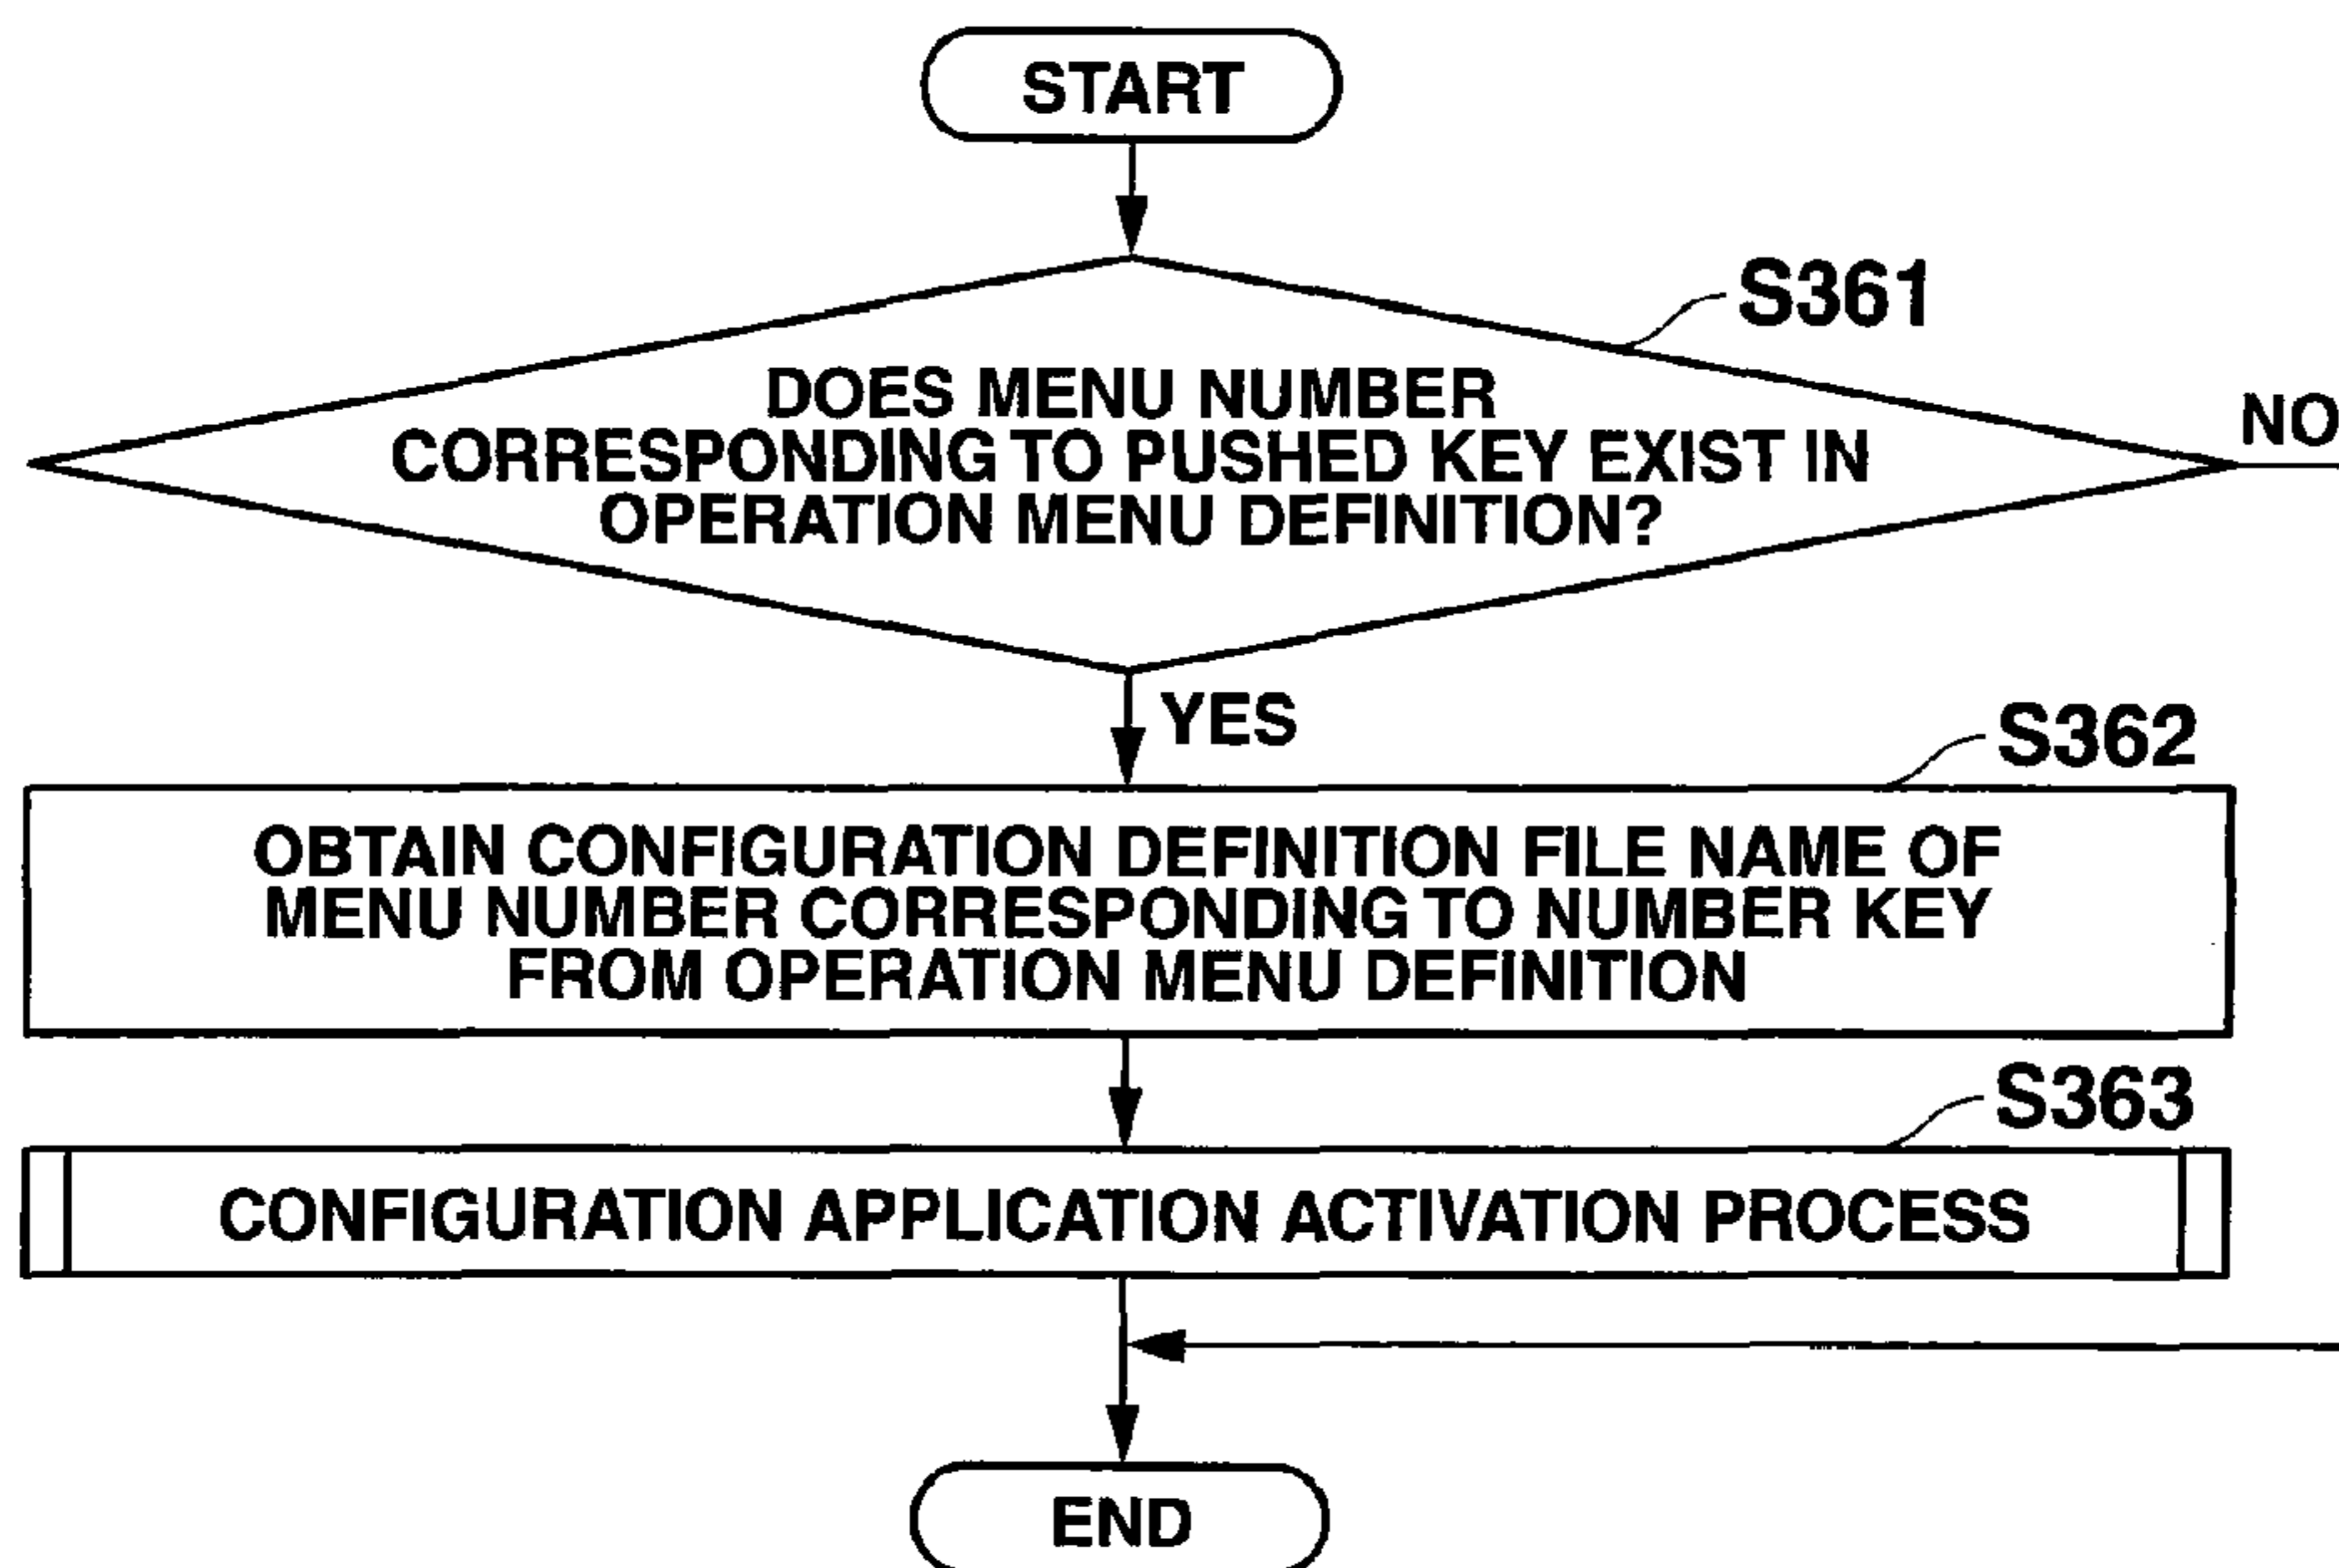 START
S361
DOES MENU NUMBER
CORRESPONDING TO PUSHED KEY EXIST IN
OPERATION MENU DEFINITION?
NO
YES
S362
OBTAIN CONFIGURATION DEFINITION FILE NAME OF
MENU NUMBER CORRESPONDING TO NUMBER KEY
FROM OPERATION MENU DEFINITION
S363
CONFIGURATION APPLICATION ACTIVATION PROCESS
END